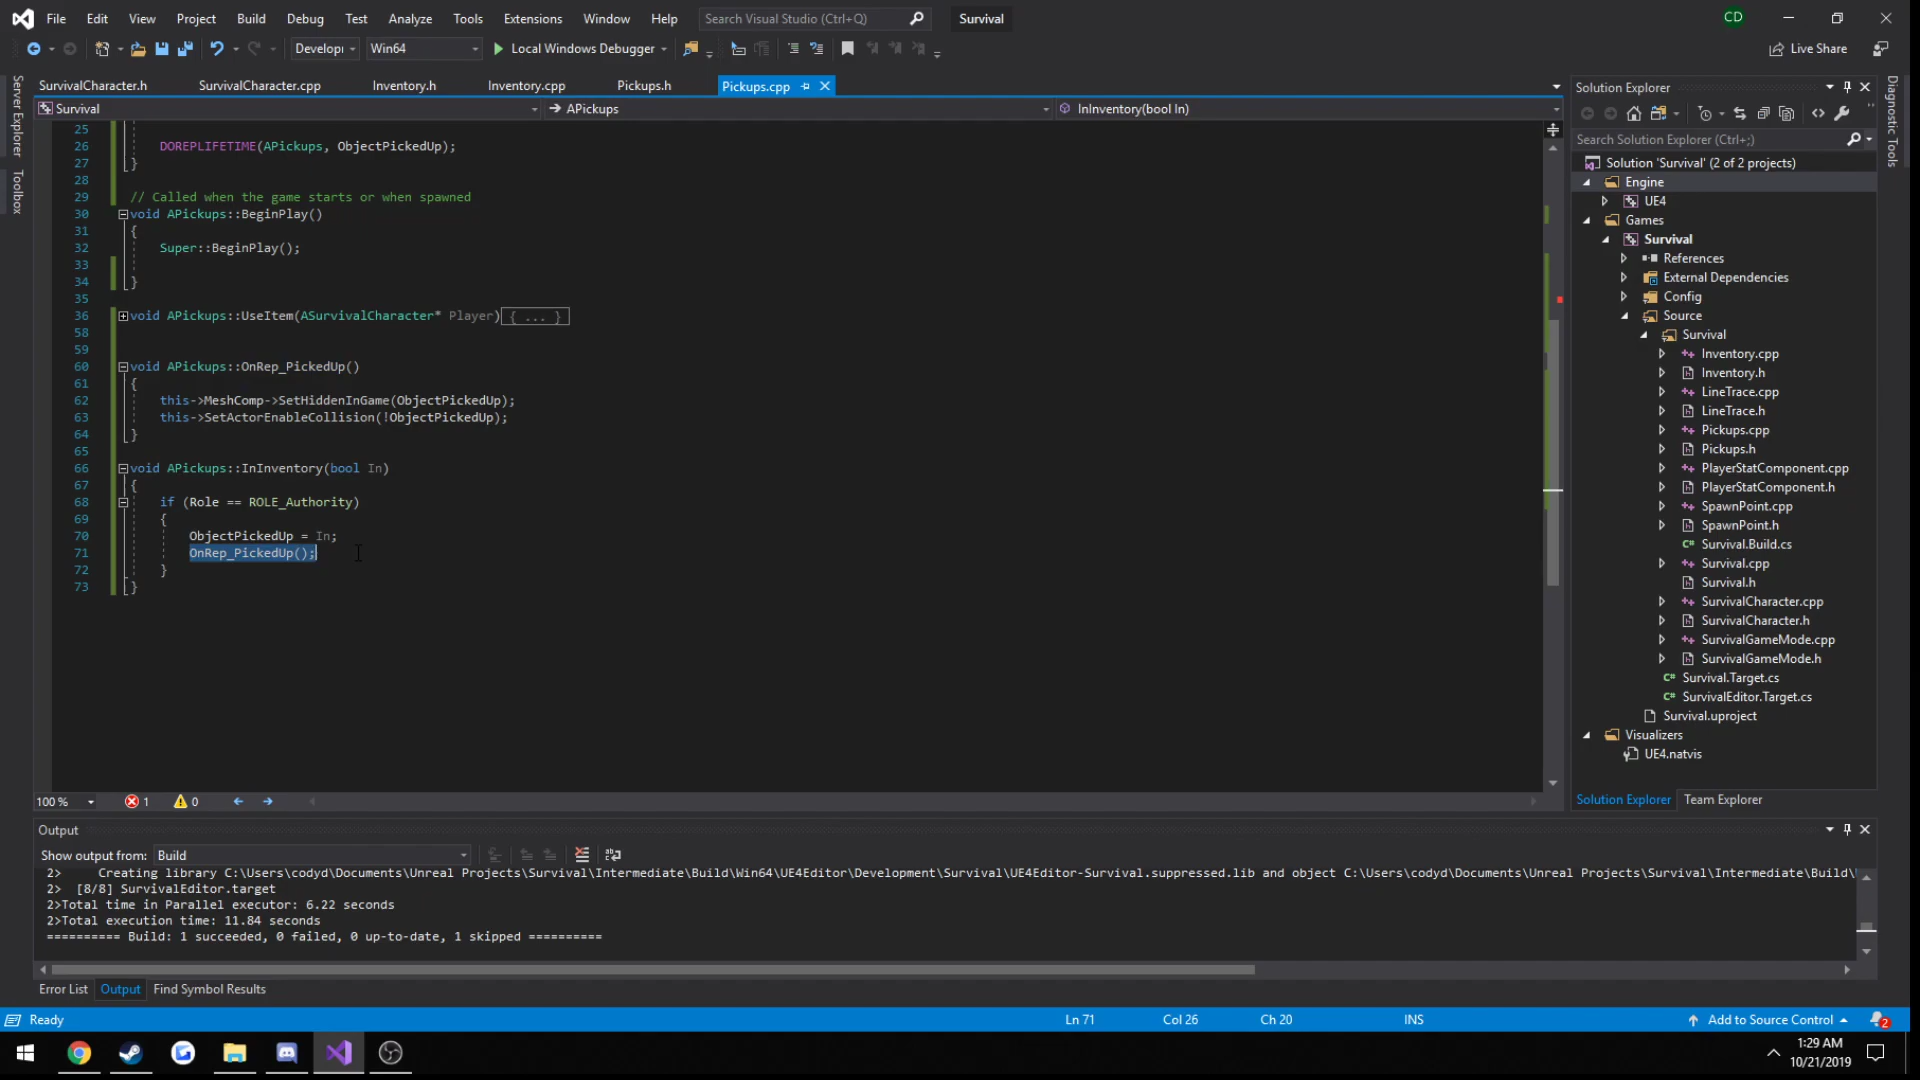 File Edit View Project Build Debug Test Analyze Tools Extensions Window Help Search Visual Studio (Ctrl+Q) Survival CD
Developi Win64 Local Windows Debugger Live Share
SurvivalCharacter.h SurvivalCharacter.cpp Inventory.h Inventory.cpp Pickups.h Pickups.cpp
Survival APickups InInventory(bool In)
Server Explorer
Toolbox
25
26 DOREPLIFETIME(APickups, ObjectPickedUp);
27 }
28
29 // Called when the game starts or when spawned
30 void APickups::BeginPlay()
31 {
32 Super::BeginPlay();
33
34 }
35
36 void APickups::UseItem(ASurvivalCharacter* Player){ ... }
58
59
60 void APickups::OnRep_PickedUp()
61 {
62 this->MeshComp->SetHiddenInGame(ObjectPickedUp);
63 this->SetActorEnableCollision(!ObjectPickedUp);
64 }
65
66 void APickups::InInventory(bool In)
67 {
68 if (Role == ROLE_Authority)
69 {
70 ObjectPickedUp = In;
71 OnRep_PickedUp();
72 }
73 }
100 % 1 0
Solution Explorer
Search Solution Explorer (Ctrl+;)
Solution 'Survival' (2 of 2 projects)
Engine
UE4
Games
Survival
References
External Dependencies
Config
Source
Survival
Inventory.cpp
Inventory.h
LineTrace.cpp
LineTrace.h
Pickups.cpp
Pickups.h
PlayerStatComponent.cpp
PlayerStatComponent.h
SpawnPoint.cpp
SpawnPoint.h
Survival.Build.cs
Survival.cpp
Survival.h
SurvivalCharacter.cpp
SurvivalCharacter.h
SurvivalGameMode.cpp
SurvivalGameMode.h
Survival.Target.cs
SurvivalEditor.Target.cs
Survival.uproject
Visualizers
UE4.natvis
Solution Explorer Team Explorer
Diagnostic Tools
Output
Show output from: Build
2> Creating library C:\Users\codyd\Documents\Unreal Projects\Survival\Intermediate\Build\Win64\UE4Editor\Development\Survival\UE4Editor-Survival.suppressed.lib and object C:\Users\codyd\Documents\Unreal Projects\Survival\Intermediate\Build\
2> [8/8] SurvivalEditor.target
2>Total time in Parallel executor: 6.22 seconds
2>Total execution time: 11.84 seconds
========== Build: 1 succeeded, 0 failed, 0 up-to-date, 1 skipped ==========
Error List Output Find Symbol Results
Ready Ln 71 Col 26 Ch 20 INS Add to Source Control 2
1:29 AM
10/21/2019